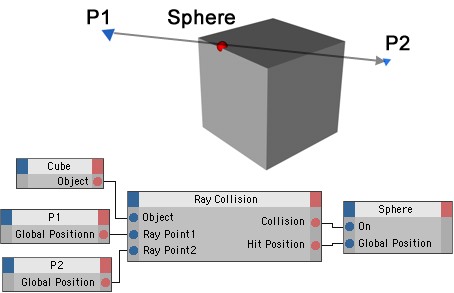 P1
Sphere
P2
Cube
Object
P1
Global Positionn
P2
Global Position
Ray Collision
Object
Ray Point1
Ray Point2
Collision
Hit Position
Sphere
On
Global Position